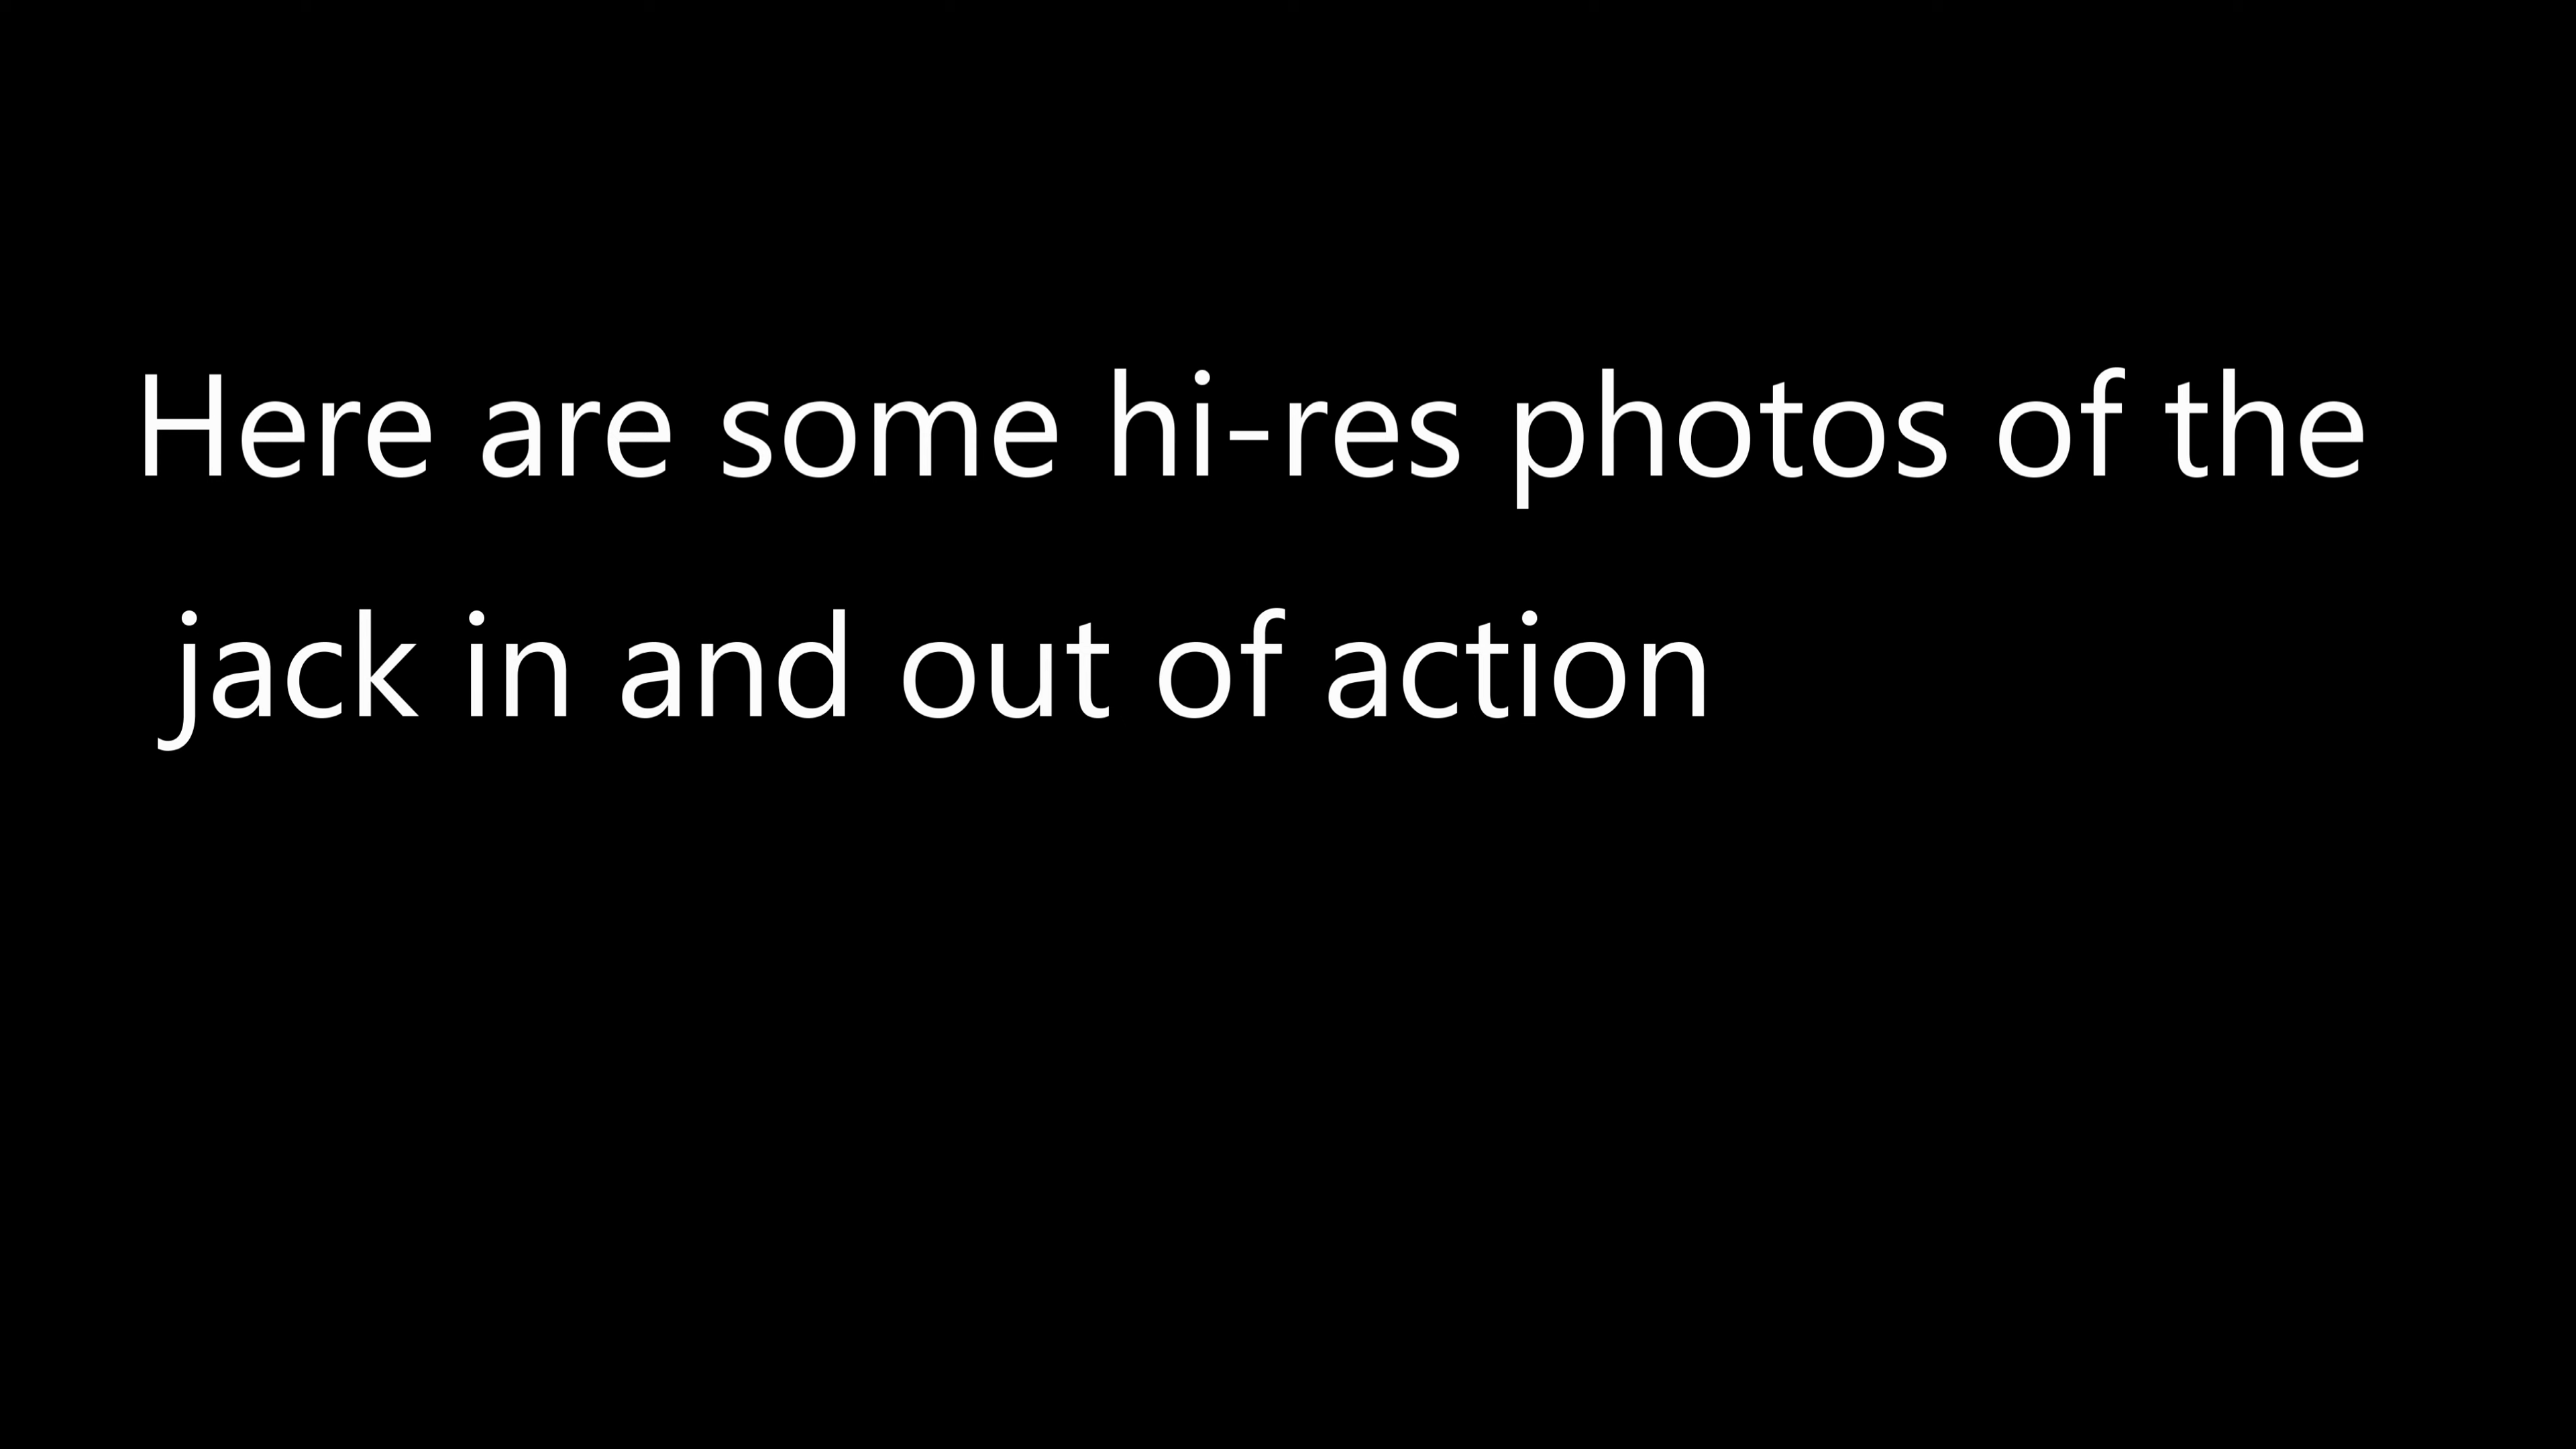 Here are some hi-res photos of the
jack in and out of action